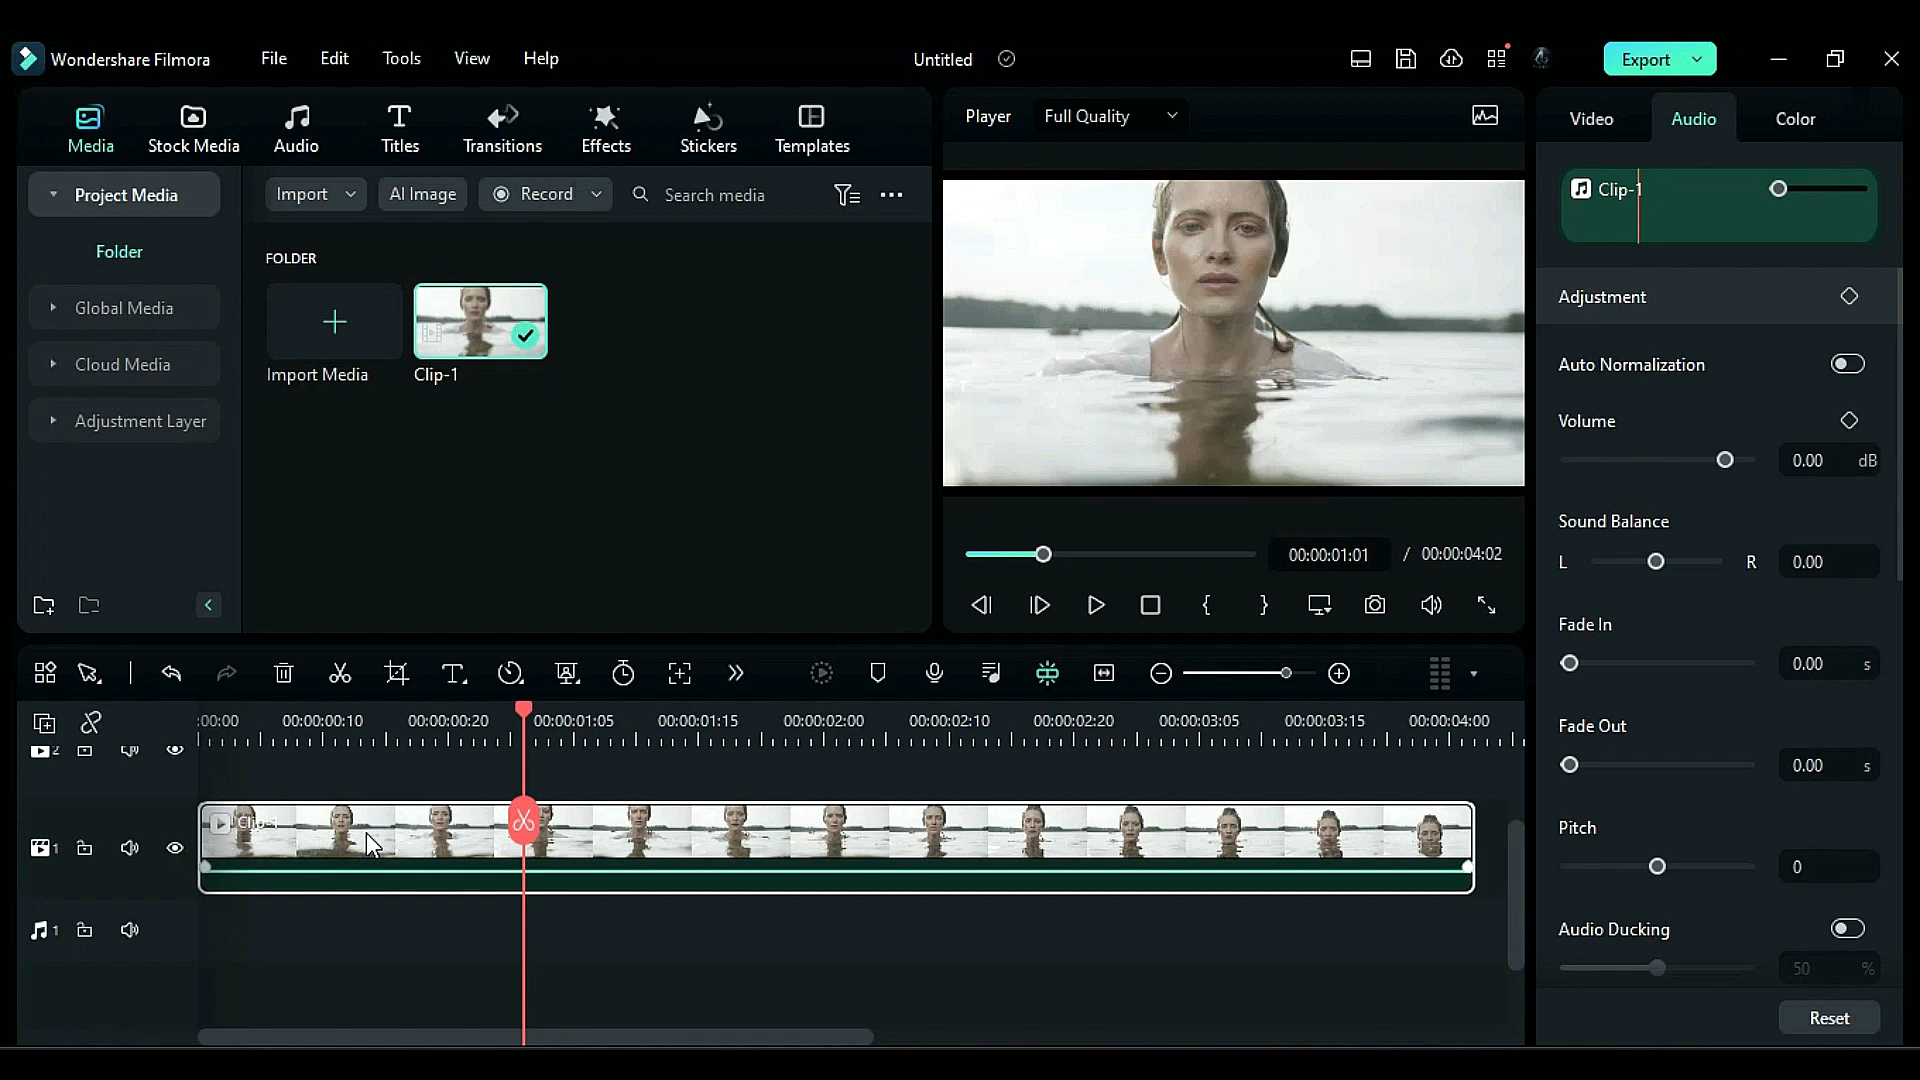 Wondershare Filmora
File
Edit
Tools
View
Help
Untitled
Export
Media
Stock Media
Audio
Titles
Transitions
Effects
Stickers
Templates
Player
Full Quality
Video
Audio
Color
Project Media
Folder
Global Media
Cloud Media
Adjustment Layer
Import
AI Image
Record
Search media
FOLDER
Import Media
Clip-1
00:00:01:01 / 00:00:04:02
Clip-1
Adjustment
Auto Normalization
Volume
0.00 dB
Sound Balance
L
R
0.00
Fade In
0.00 s
Fade Out
0.00 s
Pitch
0
Audio Ducking
50 %
Reset
:00:00
00:00:00:10
00:00:00:20
00:00:01:05
00:00:01:15
00:00:02:00
00:00:02:10
00:00:02:20
00:00:03:05
00:00:03:15
00:00:04:00
2
Clip-1
1
1